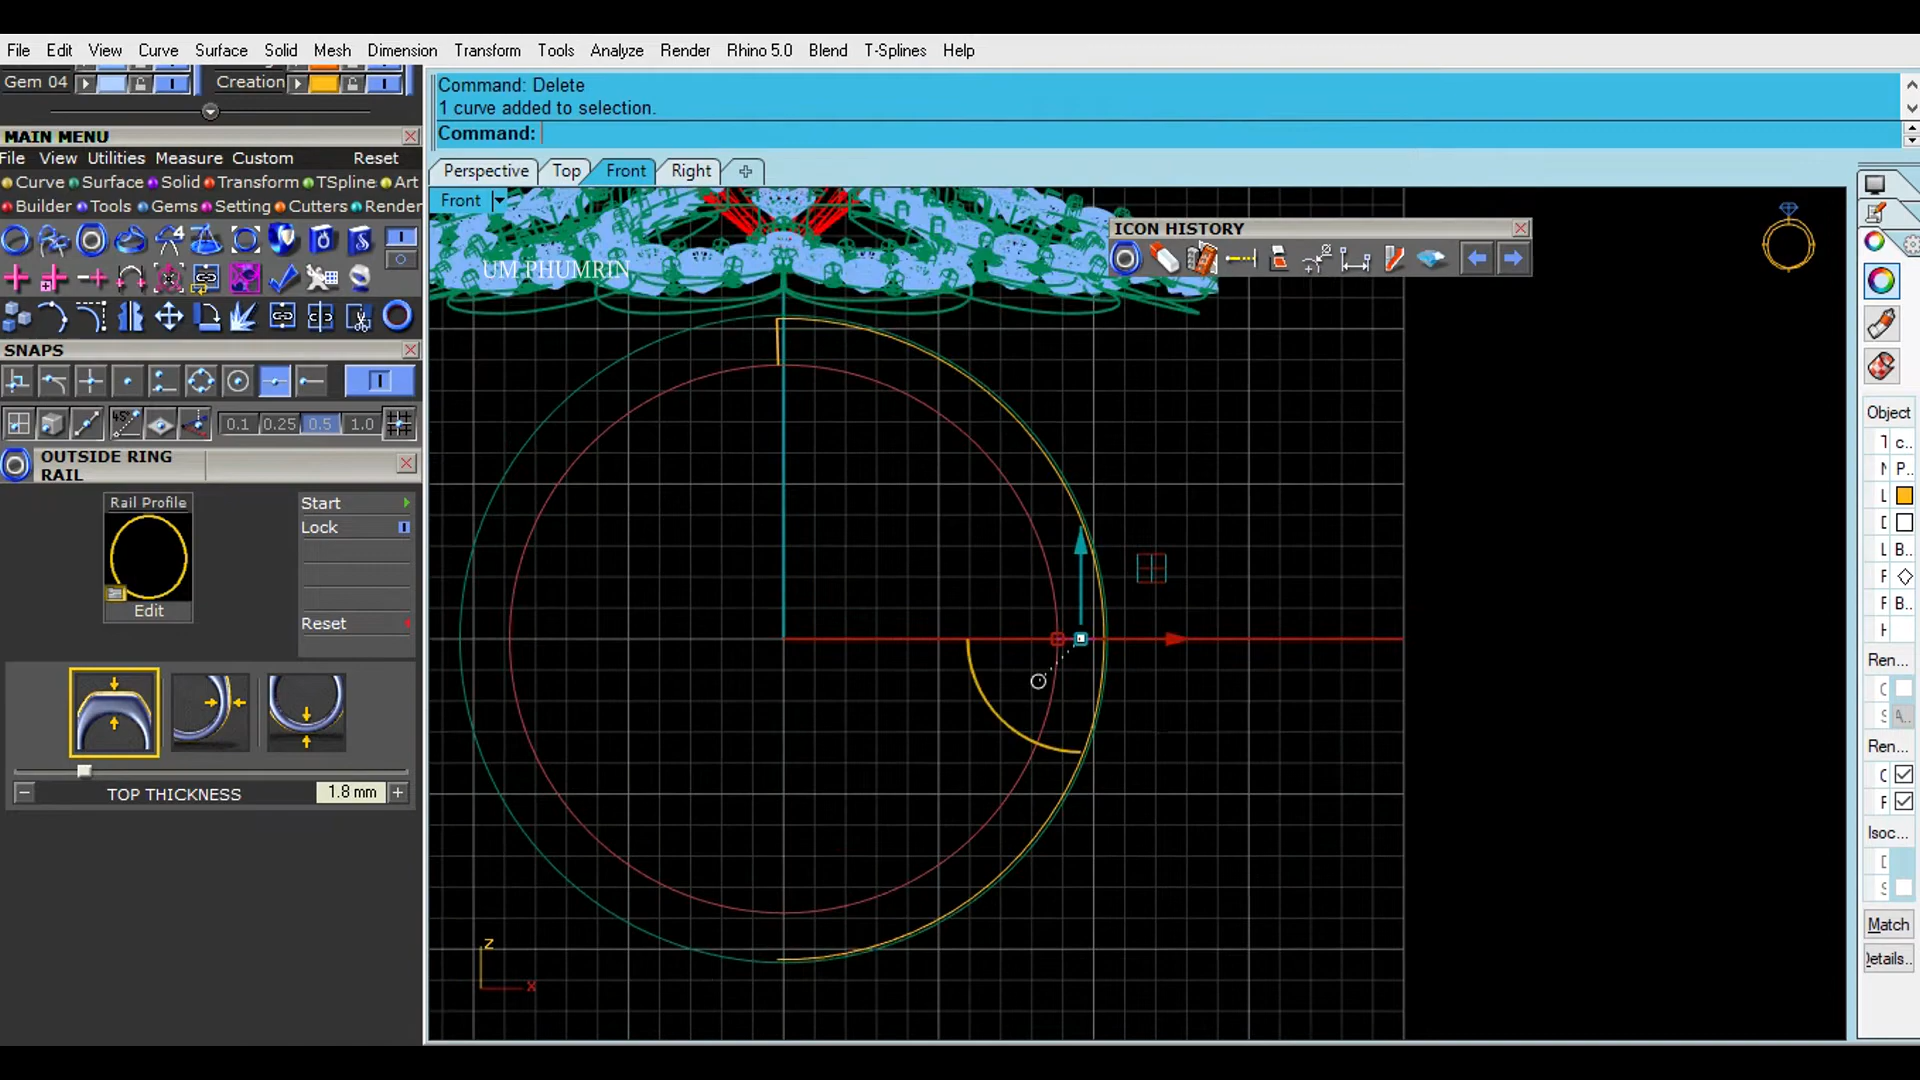 File Edit View Curve Surface Solid Mesh Dimension Transform Tools Analyze Render Rhino 5.0 Blend T-Splines Help
Gem 04
Creation
Command: Delete
1 curve added to selection.
Command:
MAIN MENU
File View Utilities Measure Custom Reset
Curve Surface Solid Transform TSpline Art
Builder Tools Gems Setting Cutters Render
Perspective Top Front Right
Front
ICON HISTORY
UM PHUMRIN
SNAPS
45°
0.1 0.25 0.5 1.0
OUTSIDE RING
RAIL
Rail Profile
Edit
Start
Lock
Reset
TOP THICKNESS 1.8 mm
z
x
Object
T c..
N P..
L
D
L B..
F
F B..
H
Ren...
C
S A..
Ren...
C
F
Isoc...
D
S
Match
Details..